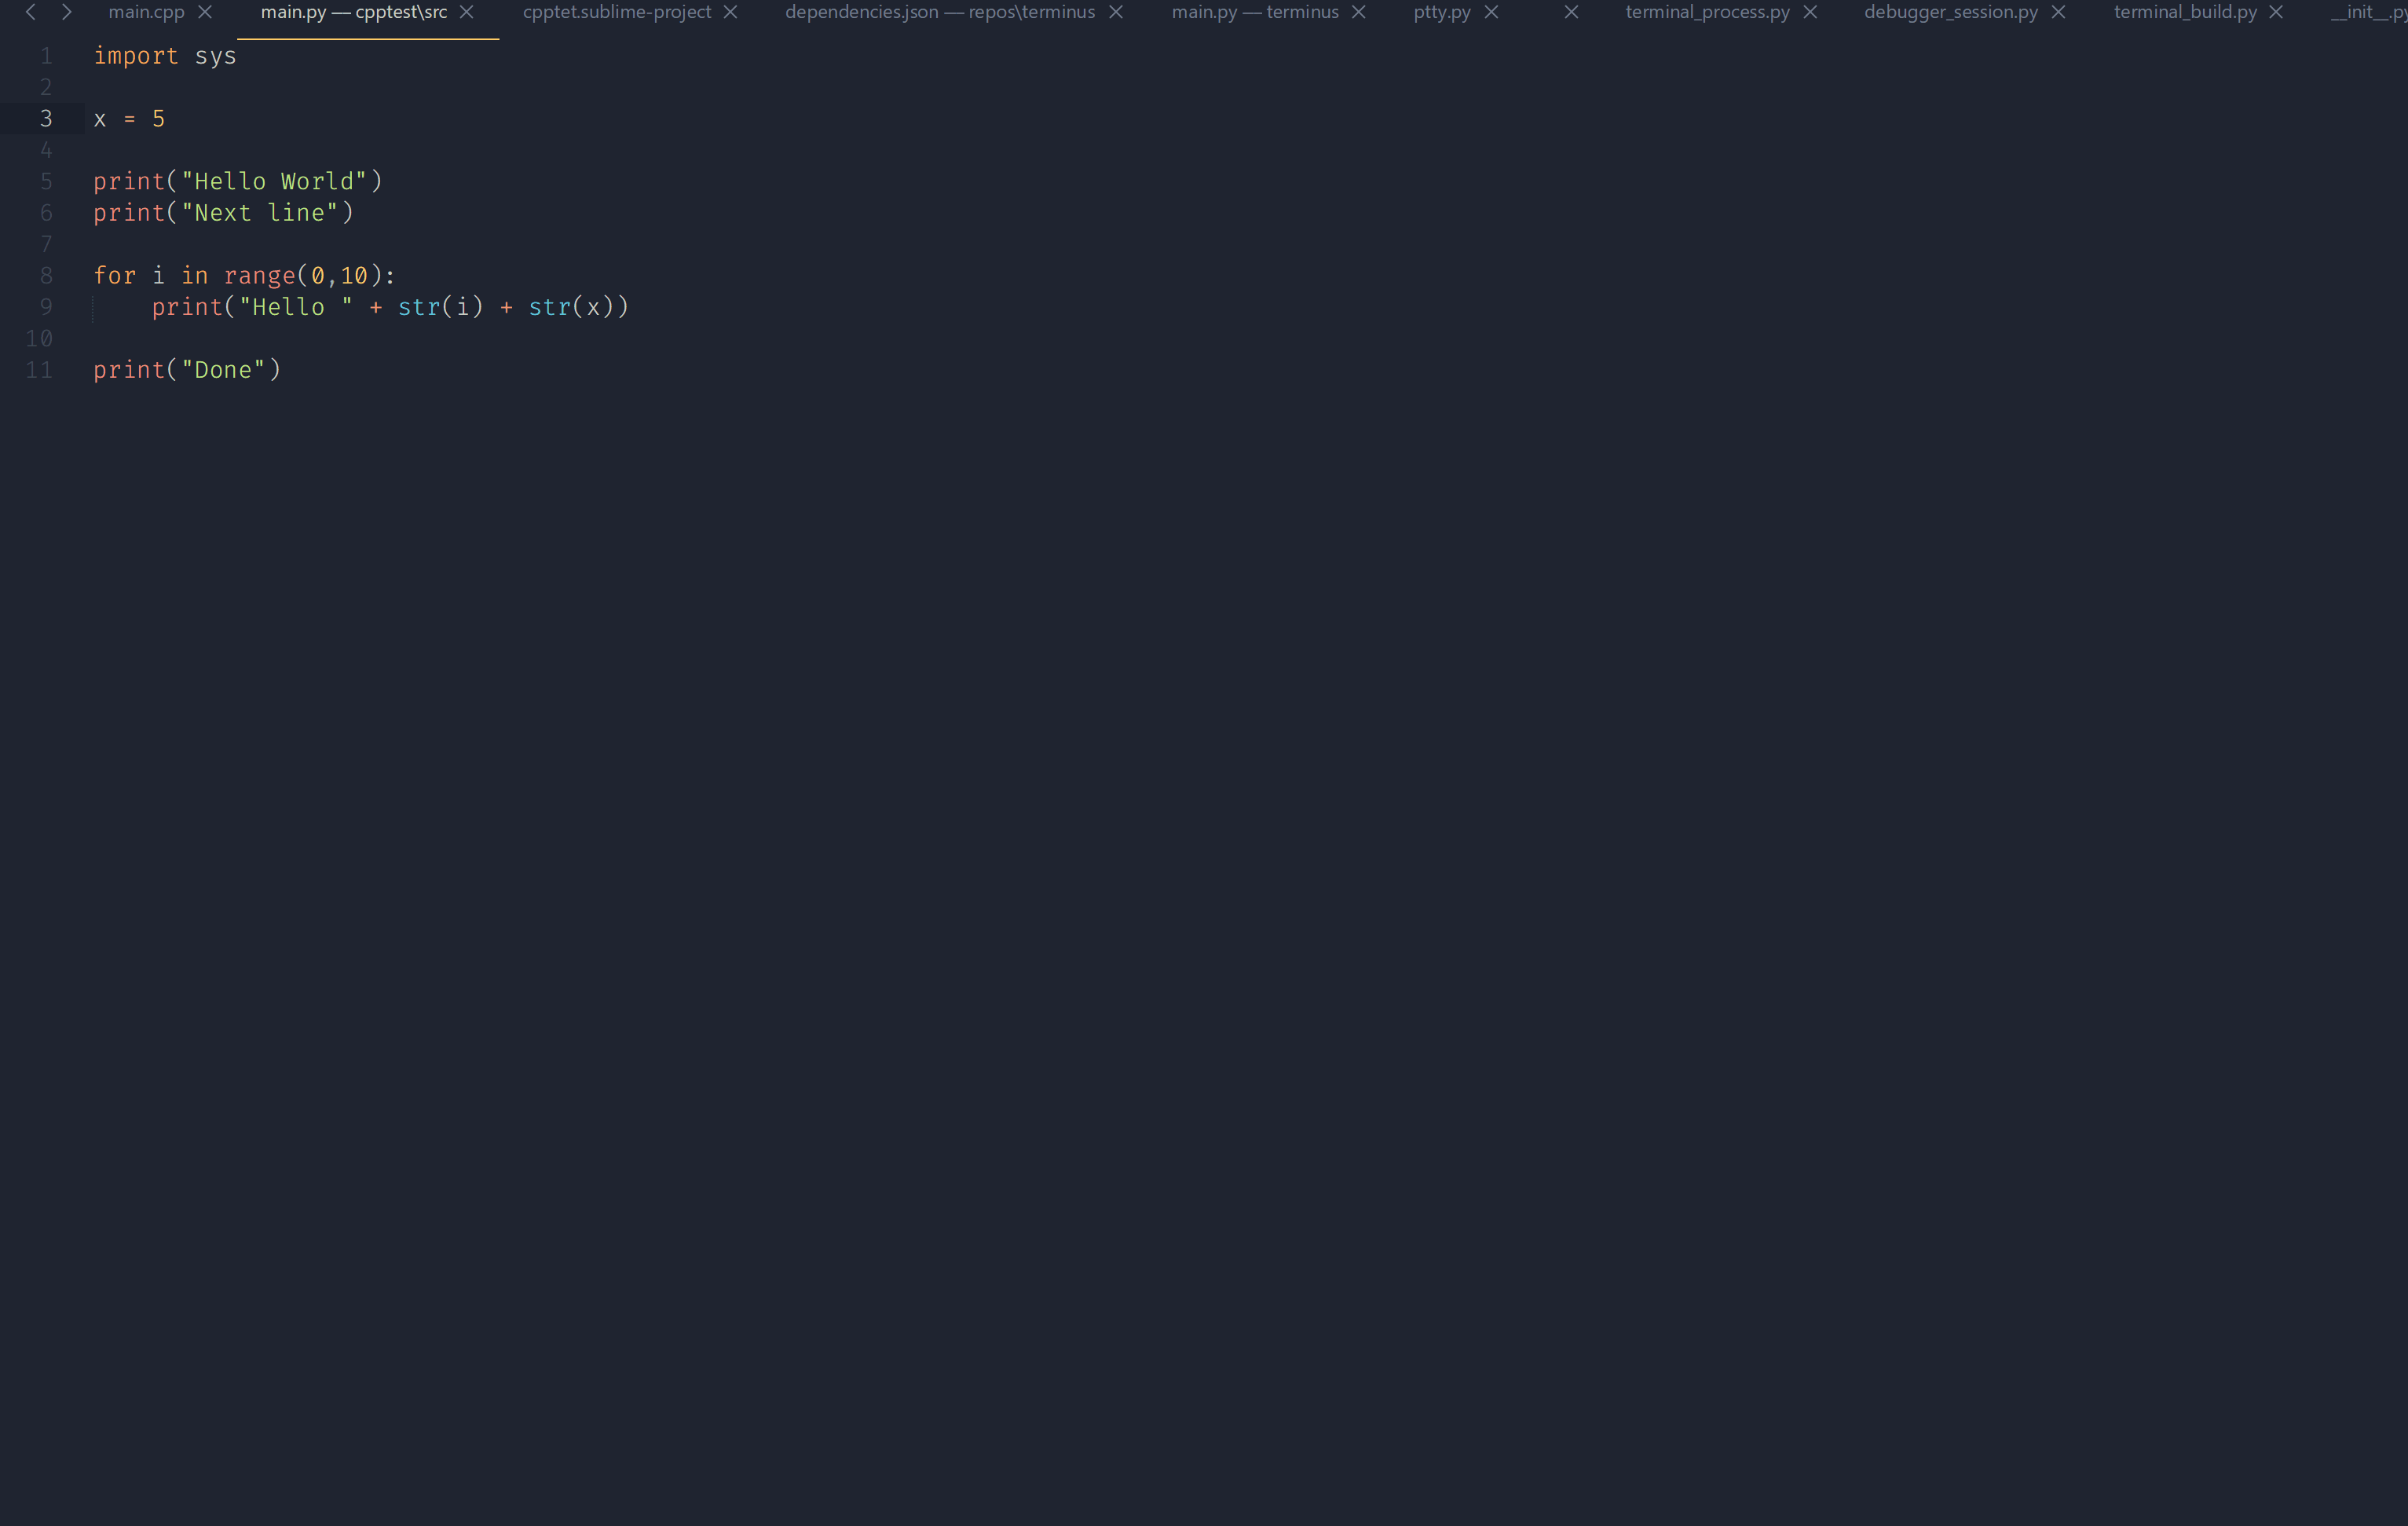 main.cpp main.py — cpptest\src cpptet.sublime-project dependencies.json — repos\terminus main.py — terminus ptty.py terminal_process.py debugger_session.py terminal_build.py __init__.py
1 import sys
2
3 x = 5
4
5 print("Hello World")
6 print("Next line")
7
8 for i in range(0,10):
9     print("Hello " + str(i) + str(x))
10
11 print("Done")